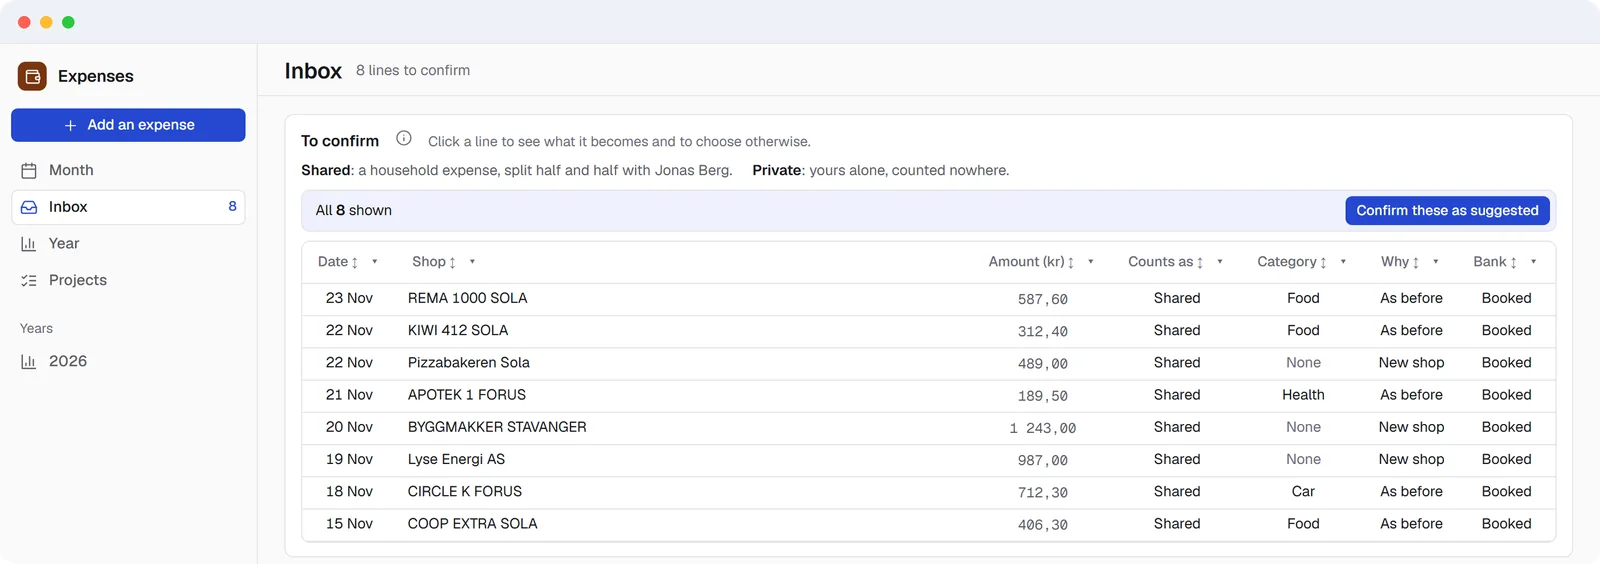 Expenses
Inbox 8 lines to confirm
Add an expense
Month
Inbox 8
Year
Projects
Years
2026
To confirm Click a line to see what it becomes and to choose otherwise.
Shared: a household expense, split half and half with Jonas Berg. Private: yours alone, counted nowhere.
All 8 shown Confirm these as suggested
Date Shop Amount (kr) Counts as Category Why Bank
23 Nov REMA 1000 SOLA 587,60 Shared Food As before Booked
22 Nov KIWI 412 SOLA 312,40 Shared Food As before Booked
22 Nov Pizzabakeren Sola 489,00 Shared None New shop Booked
21 Nov APOTEK 1 FORUS 189,50 Shared Health As before Booked
20 Nov BYGGMAKKER STAVANGER 1 243,00 Shared None New shop Booked
19 Nov Lyse Energi AS 987,00 Shared None New shop Booked
18 Nov CIRCLE K FORUS 712,30 Shared Car As before Booked
15 Nov COOP EXTRA SOLA 406,30 Shared Food As before Booked